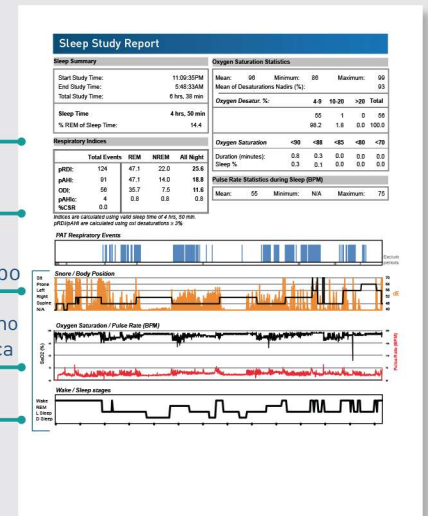 Sleep Study Report
Sleep Summary
Start Study Time: 11:09:35PM
End Study Time: 5:48:33AM
Total Study Time: 6 hrs, 38 min
Sleep Time 4 hrs, 50 min
% REM of Sleep Time: 14.4
Respiratory Indices
Total Events REM NREM All Night
pRDI: 124 47.1 22.0 25.6
pAHI: 91 47.1 14.0 18.8
ODI: 56 35.7 7.5 11.6
pAHIc: 4 0.8 0.8 0.8
%CSR 0.0
Indices are calculated using valid sleep time of 4 hrs, 50 min.
pRDI/pAHI are calculated using oxi desaturations ≥ 3%
Oxygen Saturation Statistics
Mean: 96 Minimum: 86 Maximum: 99
Mean of Desaturations Nadirs (%): 93
Oxygen Desatur. %: 4-9 10-20 >20 Total
55 1 0 56
98.2 1.8 0.0 100.0
Oxygen Saturation <90 <88 <85 <80 <70
Duration (minutes): 0.8 0.3 0.0 0.0 0.0
Sleep % 0.3 0.1 0.0 0.0 0.0
Pulse Rate Statistics during Sleep (BPM)
Mean: 55 Minimum: N/A Maximum: 75
PAT Respiratory Events
Snore / Body Position
Prone
Left
Right
Supine
N/A
70
40
dB
Oxygen Saturation / Pulse Rate (BPM)
SaO2 (%)
Pulse Rate (BPM)
Wake / Sleep stages
Wake
REM
L Sleep
D Sleep
po
no
ca